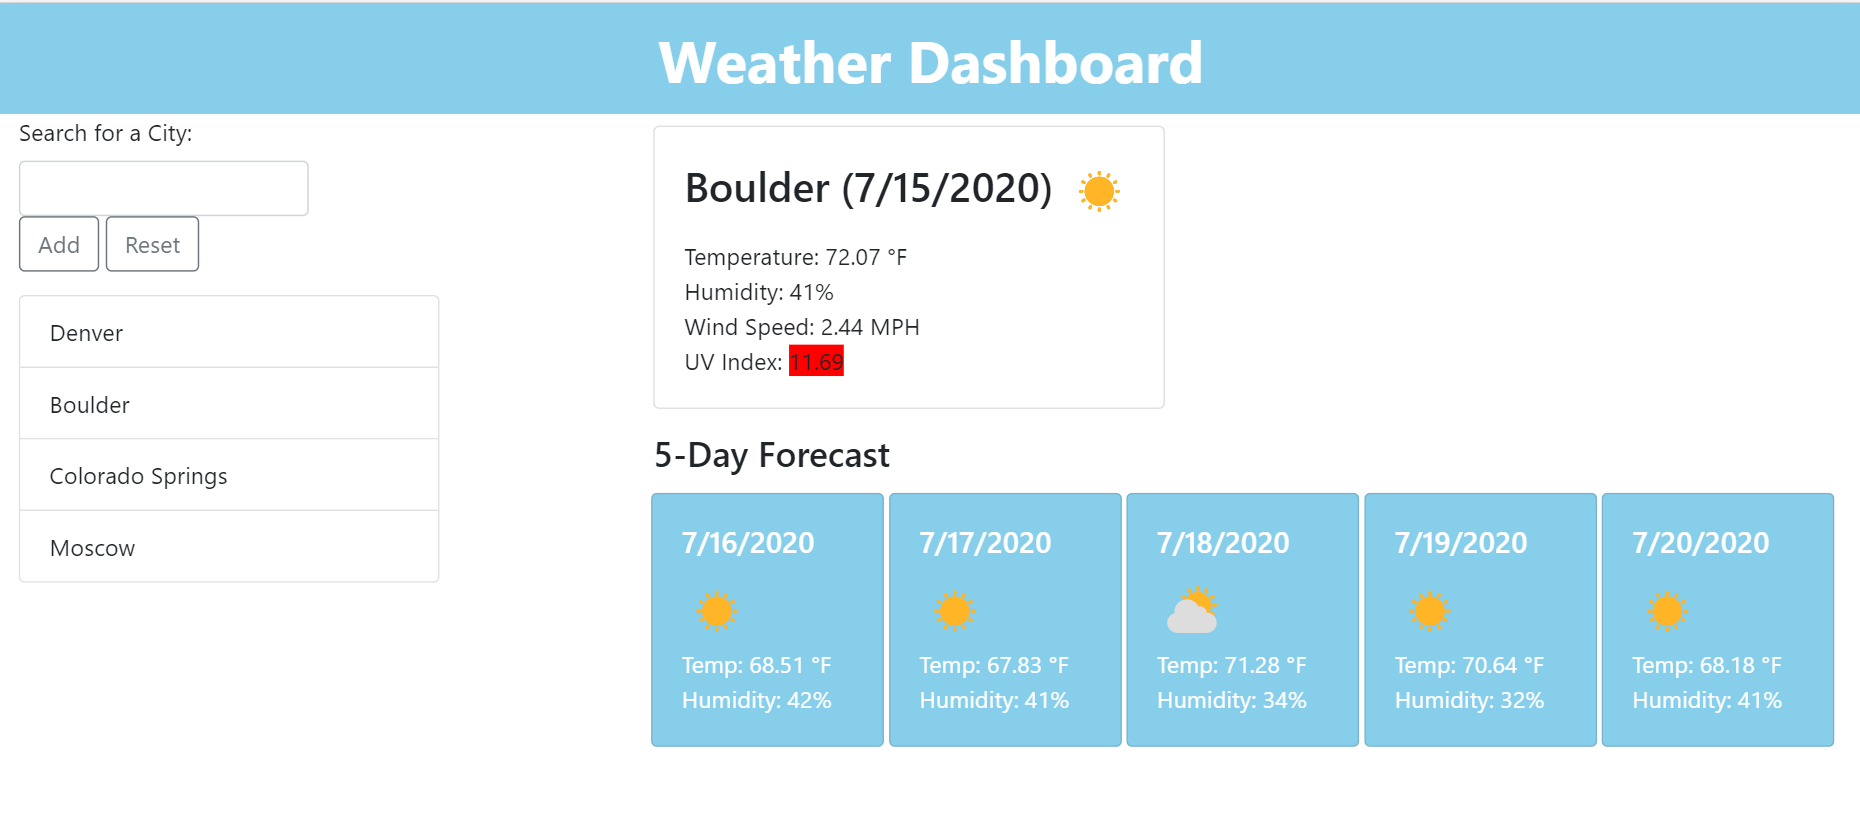 Weather Dashboard
Search for a City:
Add Reset
Denver
Boulder
Colorado Springs
Moscow
Boulder (7/15/2020)
Temperature: 72.07 °F
Humidity: 41%
Wind Speed: 2.44 MPH
UV Index: 11.69
5-Day Forecast
7/16/2020
Temp: 68.51 °F
Humidity: 42%
7/17/2020
Temp: 67.83 °F
Humidity: 41%
7/18/2020
Temp: 71.28 °F
Humidity: 34%
7/19/2020
Temp: 70.64 °F
Humidity: 32%
7/20/2020
Temp: 68.18 °F
Humidity: 41%